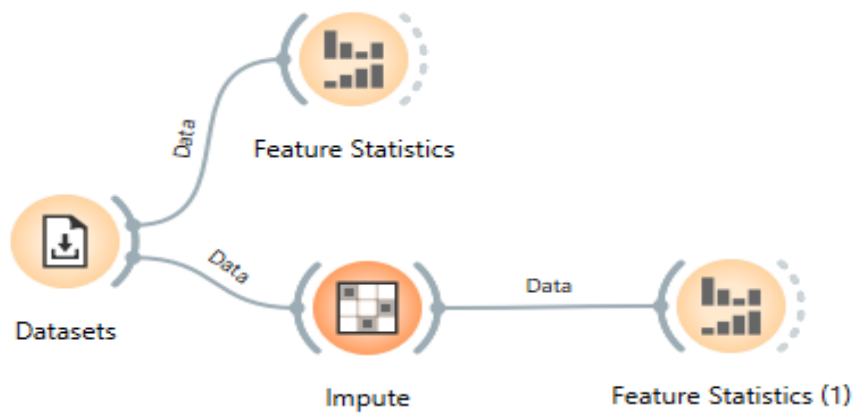 Data
Feature Statistics
Data
Datasets
Data
Impute
Feature Statistics (1)